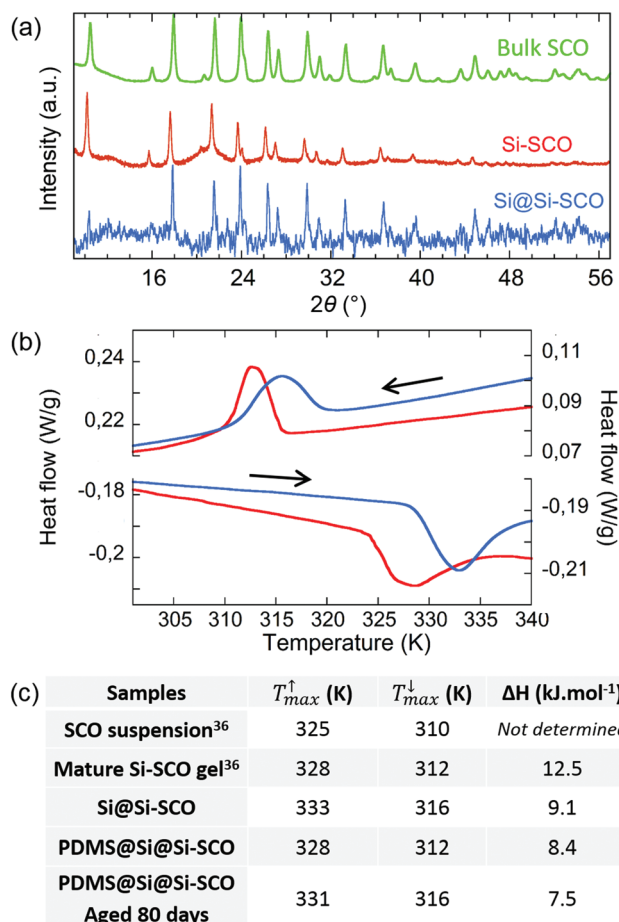 (a)
Bulk SCO
Si-SCO
Si@Si-SCO
Intensity (a.u.)
16 24 32 40 48 56
2θ (°)
(b)
0,24
0,22
-0,18
-0,2
Heat flow (W/g)
0,11
0,09
0,07
-0,19
-0,21
Heat flow (W/g)
305 310 315 320 325 330 335 340
Temperature (K)
(c)
Samples T↑max (K) T↓max (K) ΔH (kJ.mol-1)
SCO suspension36 325 310 Not determined
Mature Si-SCO gel36 328 312 12.5
Si@Si-SCO 333 316 9.1
PDMS@Si@Si-SCO 328 312 8.4
PDMS@Si@Si-SCO
Aged 80 days 331 316 7.5